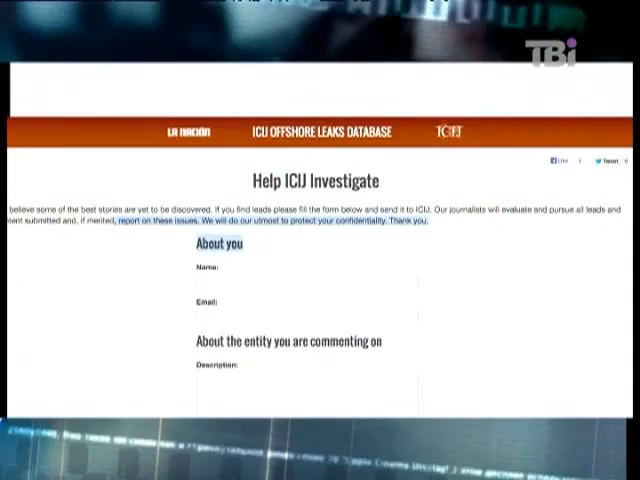 TBi
LA NACION ICIJ OFFSHORE LEAKS DATABASE ICIJ
Like Tweet 0
Help ICIJ Investigate
believe some of the best stories are yet to be discovered. If you find leads please fill the form below and send it to ICIJ. Our journalists will evaluate and pursue all leads and
ent submitted and, if merited, report on these issues. We will do our utmost to protect your confidentiality. Thank you.
About you
Name:
Email:
About the entity you are commenting on
Description: